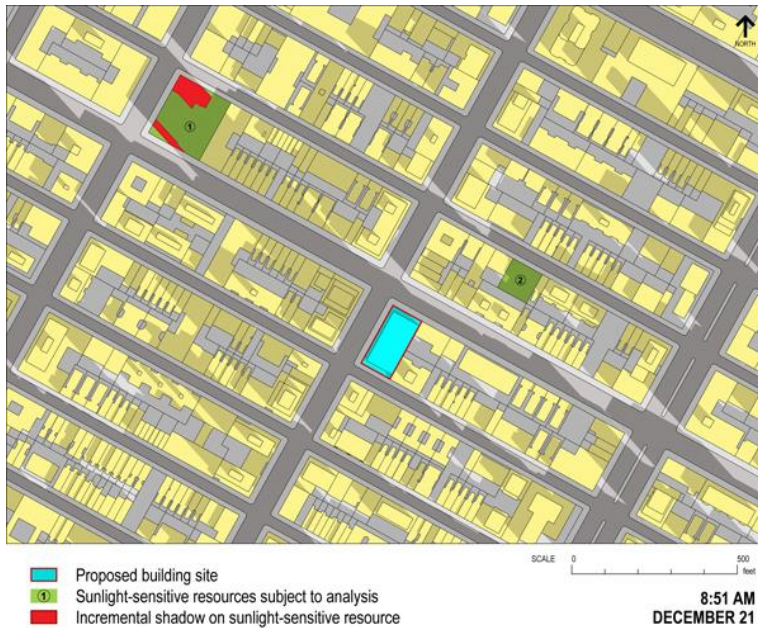 NORTH
①
②
Proposed building site
① Sunlight-sensitive resources subject to analysis
Incremental shadow on sunlight-sensitive resource
SCALE 0 500
feet
8:51 AM
DECEMBER 21